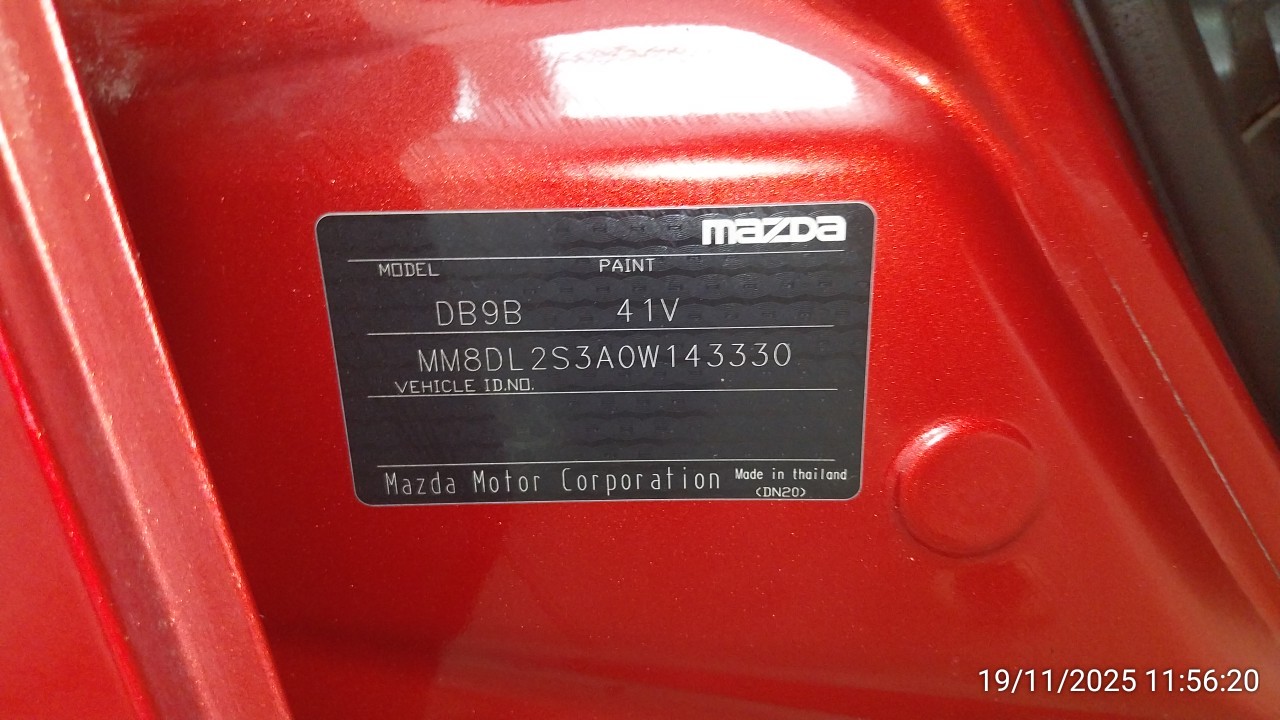 mazda
MODEL PAINT
DB9B 41V
MM8DL2S3A0W143330
VEHICLE ID.NO.
Mazda Motor Corporation Made in thailand
(DN20)
19/11/2025 11:56:20